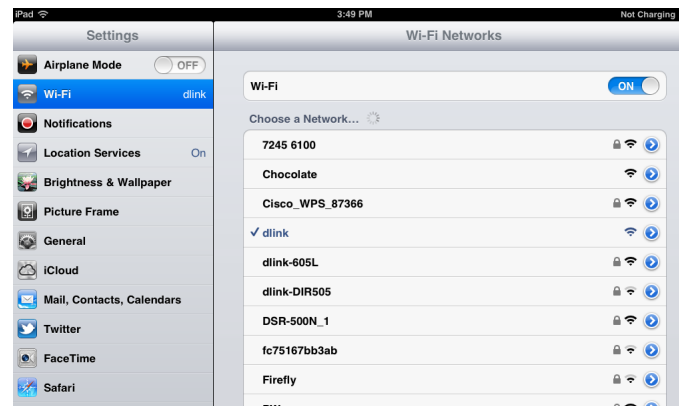 iPad 3:49 PM Not Charging
Settings
Wi-Fi Networks
Airplane Mode OFF
Wi-Fi dlink
Notifications
Location Services On
Brightness & Wallpaper
Picture Frame
General
iCloud
Mail, Contacts, Calendars
Twitter
FaceTime
Safari
Wi-Fi ON
Choose a Network...
7245 6100
Chocolate
Cisco_WPS_87366
dlink
dlink-605L
dlink-DIR505
DSR-500N_1
fc75167bb3ab
Firefly